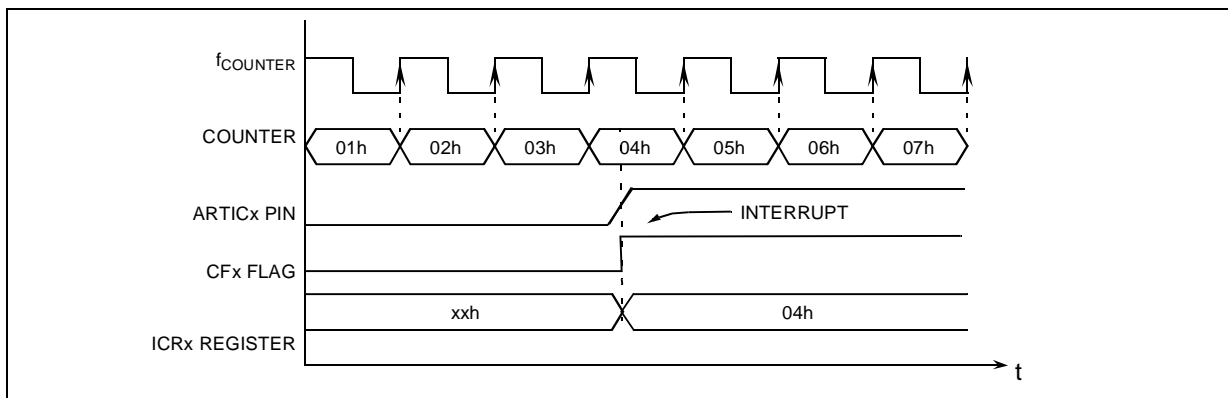 fCOUNTER
COUNTER
01h 02h 03h 04h 05h 06h 07h
ARTICx PIN
INTERRUPT
CFx FLAG
xxh 04h
ICRx REGISTER
t